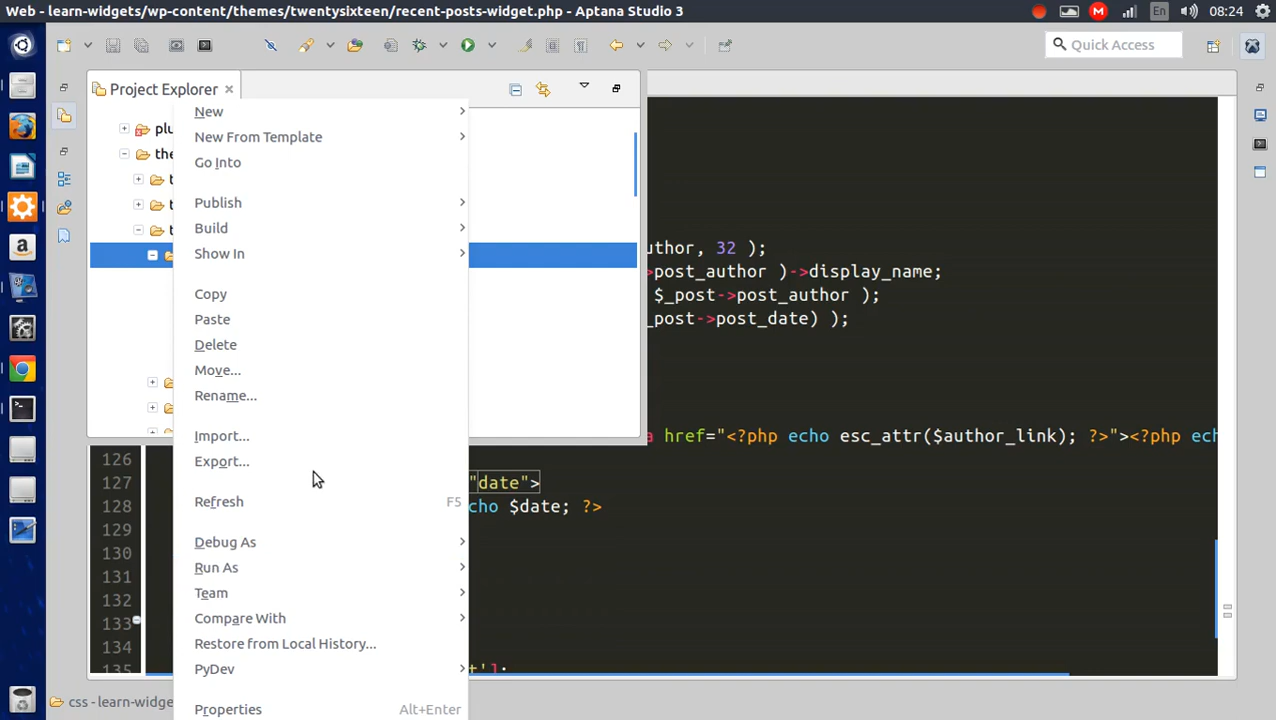 Web - learn-widgets/wp-content/themes/twentysixteen/recent-posts-widget.php - Aptana Studio 3
En
08:24
Quick Access
Project Explorer
New
plu
New From Template
the
Go Into
t
Publish
t
Build
t
uthor, 32 );
Show In
>post_author )->display_name;
Copy
$_post->post_author );
Paste
_post->post_date) );
Delete
Move...
Rename...
Import...
a href="<?php echo esc_attr($author_link); ?>"><?php ech
126
Export...
127
"date">
Refresh
F5
128
cho $date; ?>
129
Debug As
130
Run As
131
Team
132
Compare With
133
Restore from Local History...
134
PyDev
135
t'];
css - learn-widge
Properties
Alt+Enter